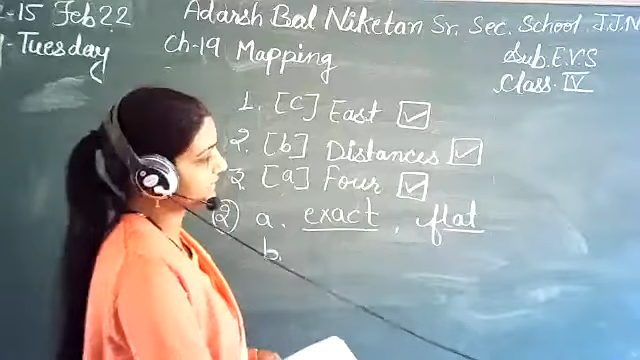 -15 Feb 22
Adarsh Bal Niketan Sr. Sec. School J.J.N
Tuesday
Ch-19 Mapping
Sub. E.V.S
Class. IV
1. [c] East
2. [b] Distances
3. [a] Four
(2) a. exact, flat
b.